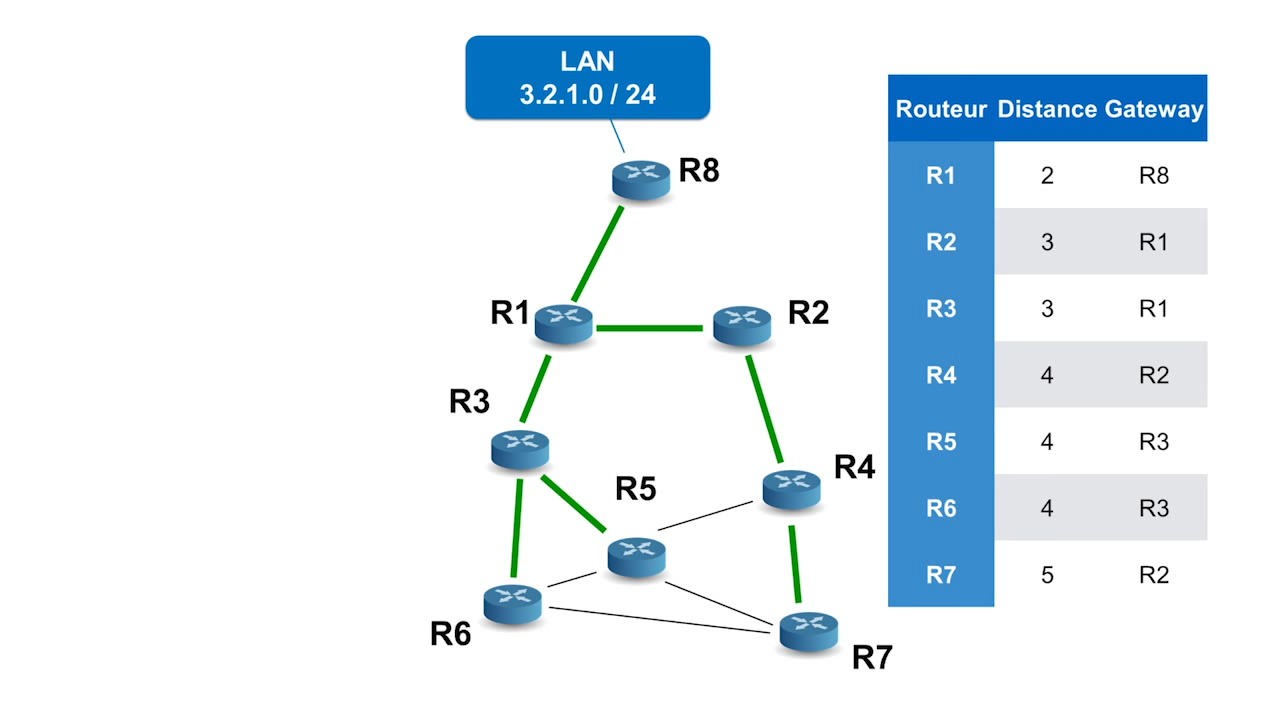 LAN
3.2.1.0 / 24
R8
R1
R2
R3
R4
R5
R6
R7
Routeur Distance Gateway
R1 2 R8
R2 3 R1
R3 3 R1
R4 4 R2
R5 4 R3
R6 4 R3
R7 5 R2